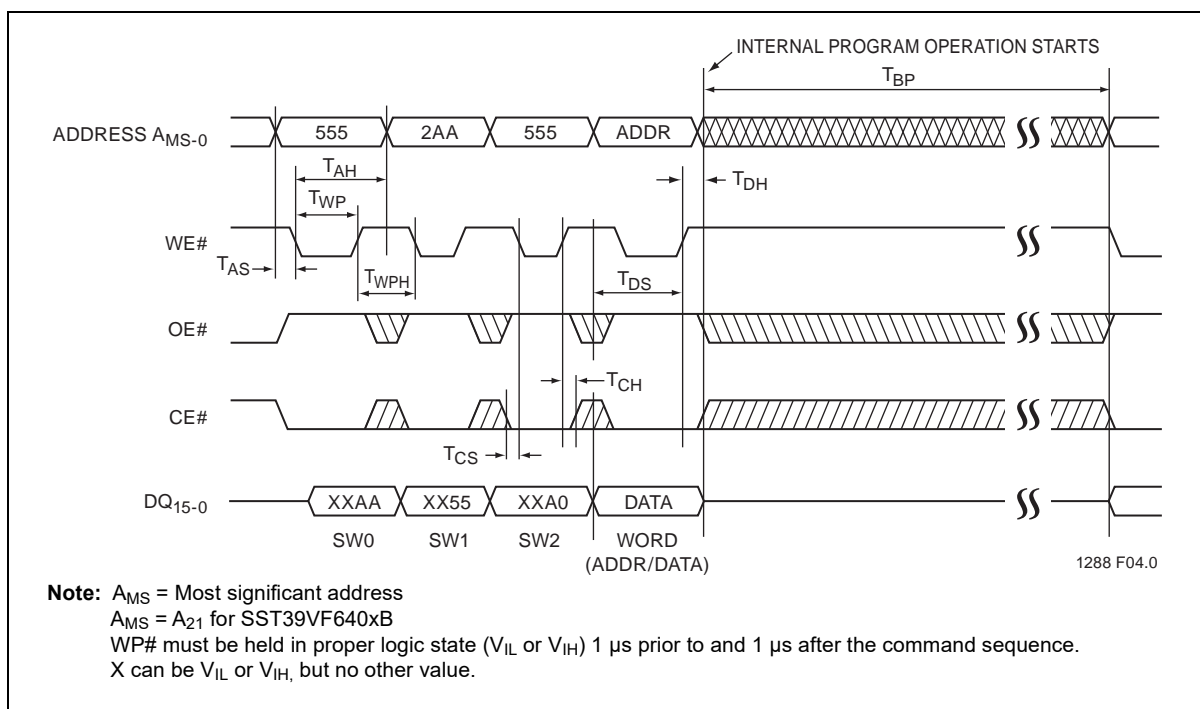 INTERNAL PROGRAM OPERATION STARTS
TBP
ADDRESS AMS-0
555
2AA
555
ADDR
TAH
TDH
TWP
WE#
TAS
TWPH
TDS
OE#
TCH
CE#
TCS
DQ15-0
XXAA
XX55
XXA0
DATA
SW0
SW1
SW2
WORD
(ADDR/DATA)
1288 F04.0
Note: AMS = Most significant address
AMS = A21 for SST39VF640xB
WP# must be held in proper logic state (VIL or VIH) 1 µs prior to and 1 µs after the command sequence.
X can be VIL or VIH, but no other value.